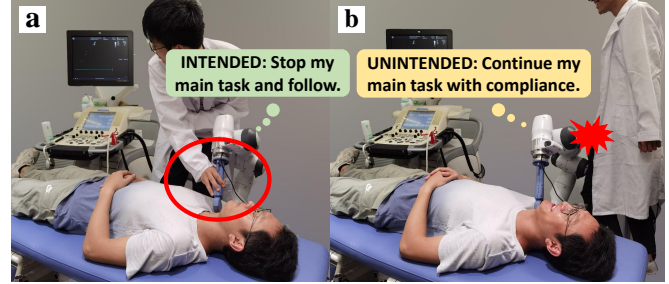 a
INTENDED: Stop my
main task and follow.
b
UNINTENDED: Continue my
main task with compliance.